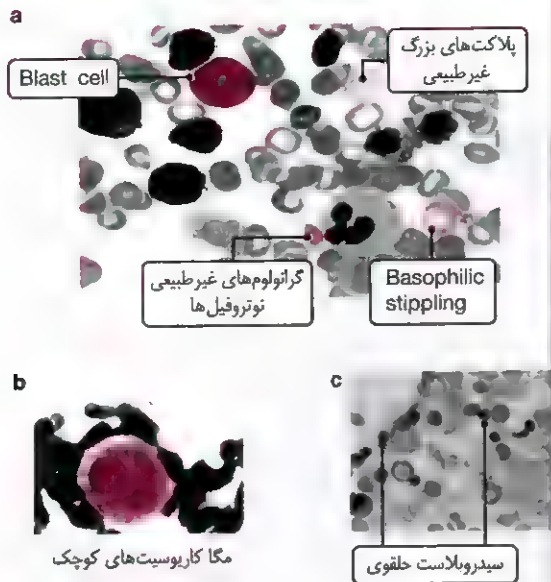 a
Blast cell
پلاکت‌های بزرگ
غیرطبیعی
گرانولوم‌های غیرطبیعی
نوتروفیل‌ها
Basophilic
stippling
b
c
مگا کاریوسیت‌های کوچک
سیدروبلاست حلقوی